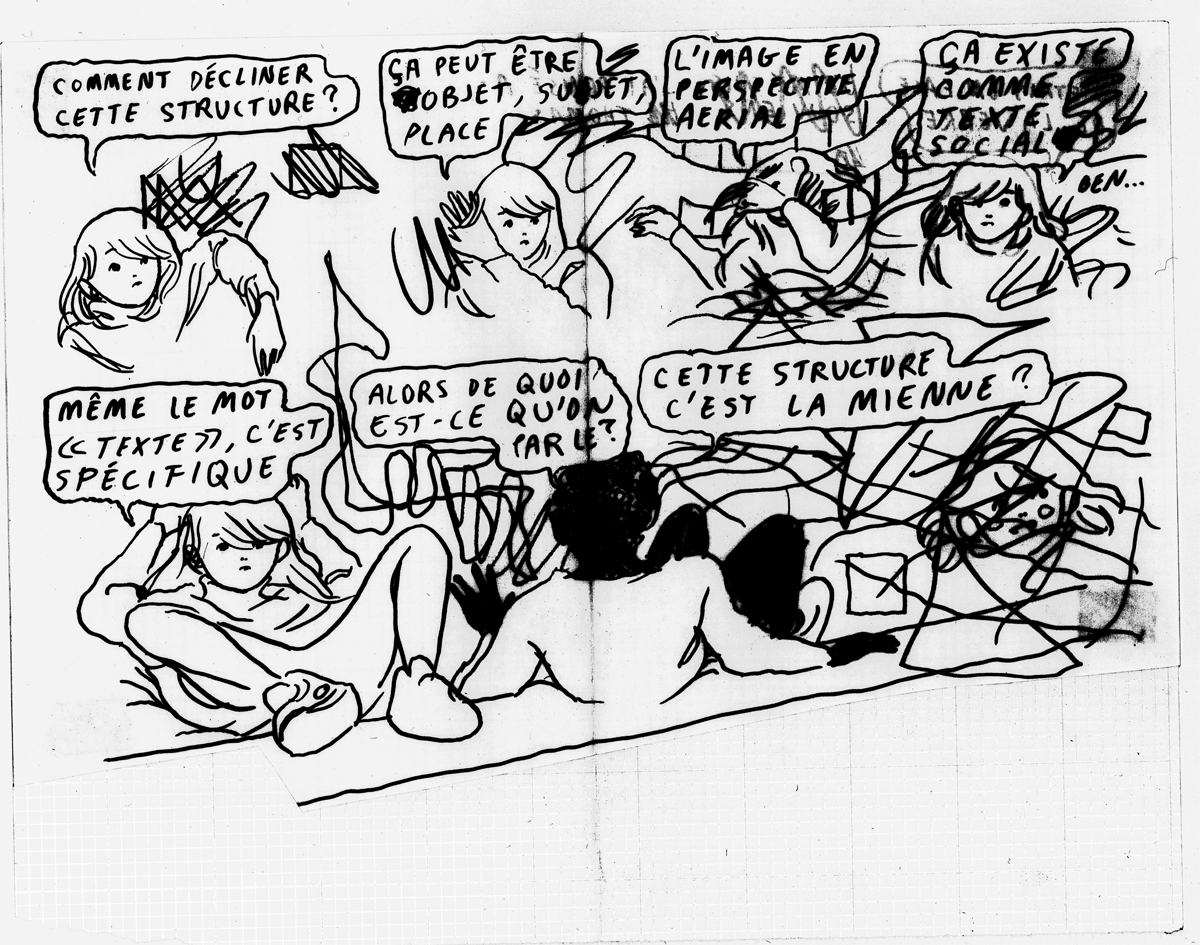 COMMENT DÉCLINER
CETTE STRUCTURE?
ÇA PEUT ÊTRE
OBJET, SUJET,
PLACE
L'IMAGE EN
PERSPECTIVE
AERIAL
ÇA EXISTE
COMME
TEXTE
SOCIAL
BEN...
MÊME LE MOT
«TEXTE», C'EST
SPÉCIFIQUE
ALORS DE QUOI
EST-CE QU'ON
PARLE?
CETTE STRUCTURE
C'EST LA MIENNE?